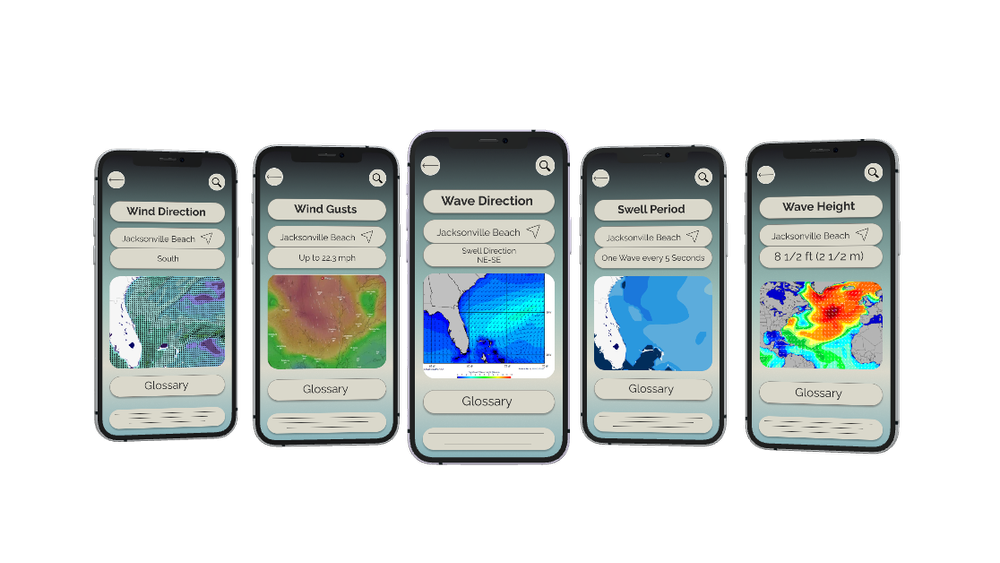 Wind Direction
Jacksonville Beach
South
Glossary
Wind Gusts
Jacksonville Beach
Up to 22.3 mph
Glossary
Wave Direction
Jacksonville Beach
Swell Direction
NE-SE
Glossary
Swell Period
Jacksonville Beach
One Wave every 5 Seconds
Glossary
Wave Height
Jacksonville Beach
8 1/2 ft (2 1/2 m)
Glossary